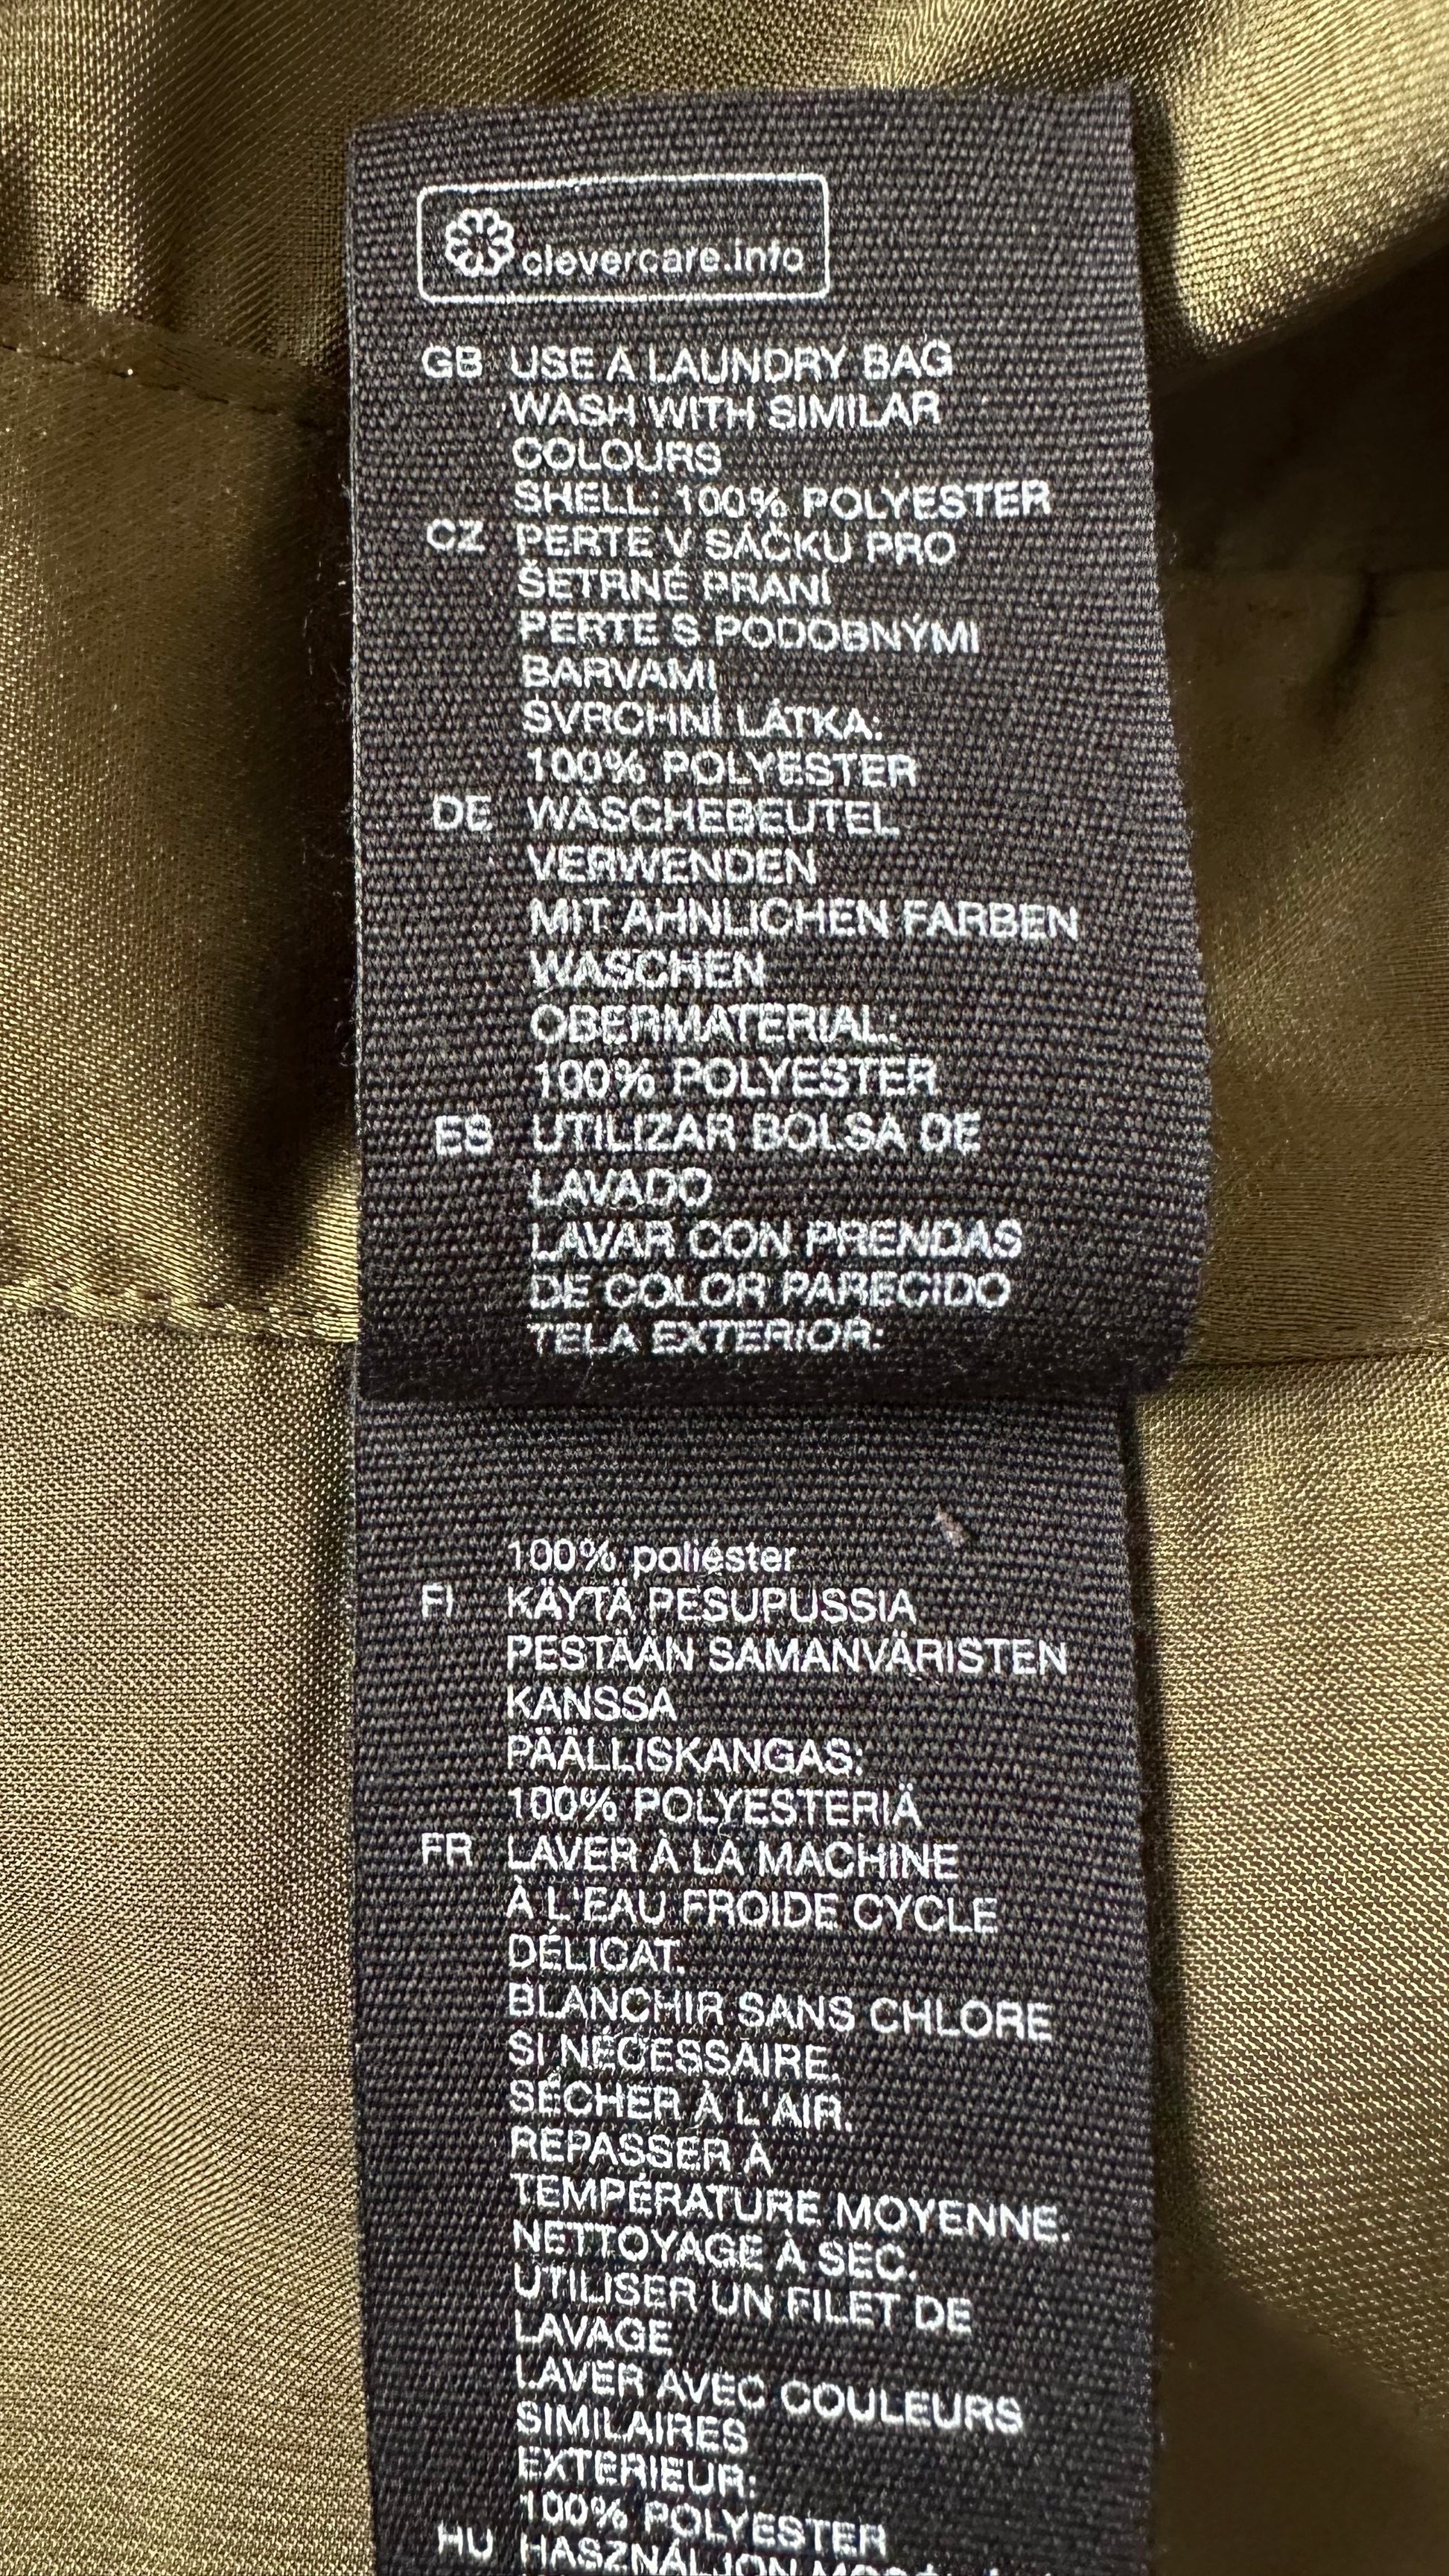 clevercare.info
GB USE A LAUNDRY BAG
WASH WITH SIMILAR
COLOURS
SHELL: 100% POLYESTER
CZ PERTE V SÁČKU PRO
ŠETRNÉ PRANÍ
PERTE S PODOBNÝMI
BARVAMI
SVRCHNÍ LÁTKA:
100% POLYESTER
DE WÄSCHEBEUTEL
VERWENDEN
MIT ÄHNLICHEN FARBEN
WASCHEN
OBERMATERIAL:
100% POLYESTER
ES UTILIZAR BOLSA DE
LAVADO
LAVAR CON PRENDAS
DE COLOR PARECIDO
TELA EXTERIOR:
100% poliéster
FI KÄYTÄ PESUPUSSIA
PESTÄÄN SAMANVÄRISTEN
KANSSA
PÄÄLLISKANGAS:
100% POLYESTERIÄ
FR LAVER À LA MACHINE
À L'EAU FROIDE CYCLE
DÉLICAT.
BLANCHIR SANS CHLORE
SI NÉCESSAIRE.
SÉCHER À L'AIR.
REPASSER À
TEMPÉRATURE MOYENNE.
NETTOYAGE À SEC.
UTILISER UN FILET DE
LAVAGE
LAVER AVEC COULEURS
SIMILAIRES
EXTÉRIEUR:
100% POLYESTER
HU HASZNÁLJON